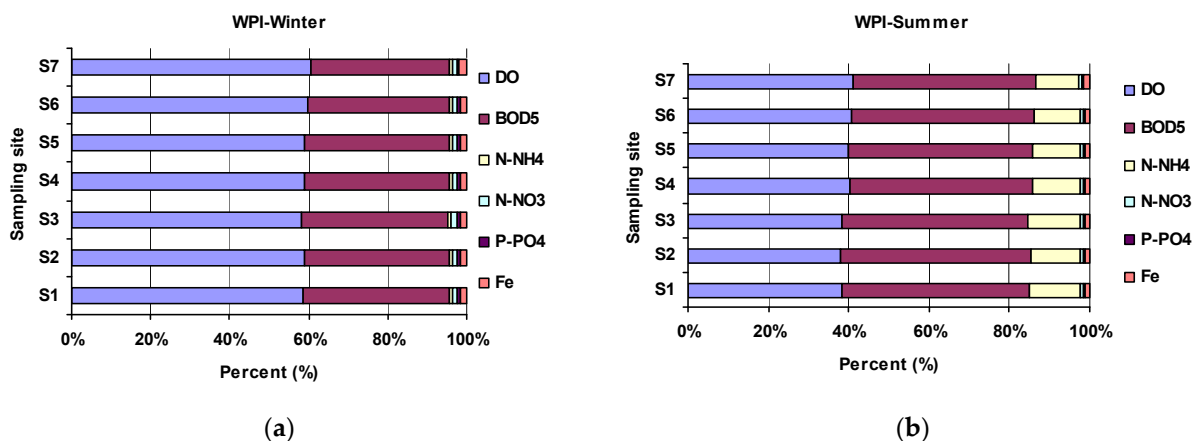 WPI-Winter
Sampling site
S7
S6
S5
S4
S3
S2
S1
0% 20% 40% 60% 80% 100%
Percent (%)
DO
BOD5
N-NH4
N-NO3
P-PO4
Fe
(a)
WPI-Summer
Sampling site
S7
S6
S5
S4
S3
S2
S1
0% 20% 40% 60% 80% 100%
Percent (%)
DO
BOD5
N-NH4
N-NO3
P-PO4
Fe
(b)